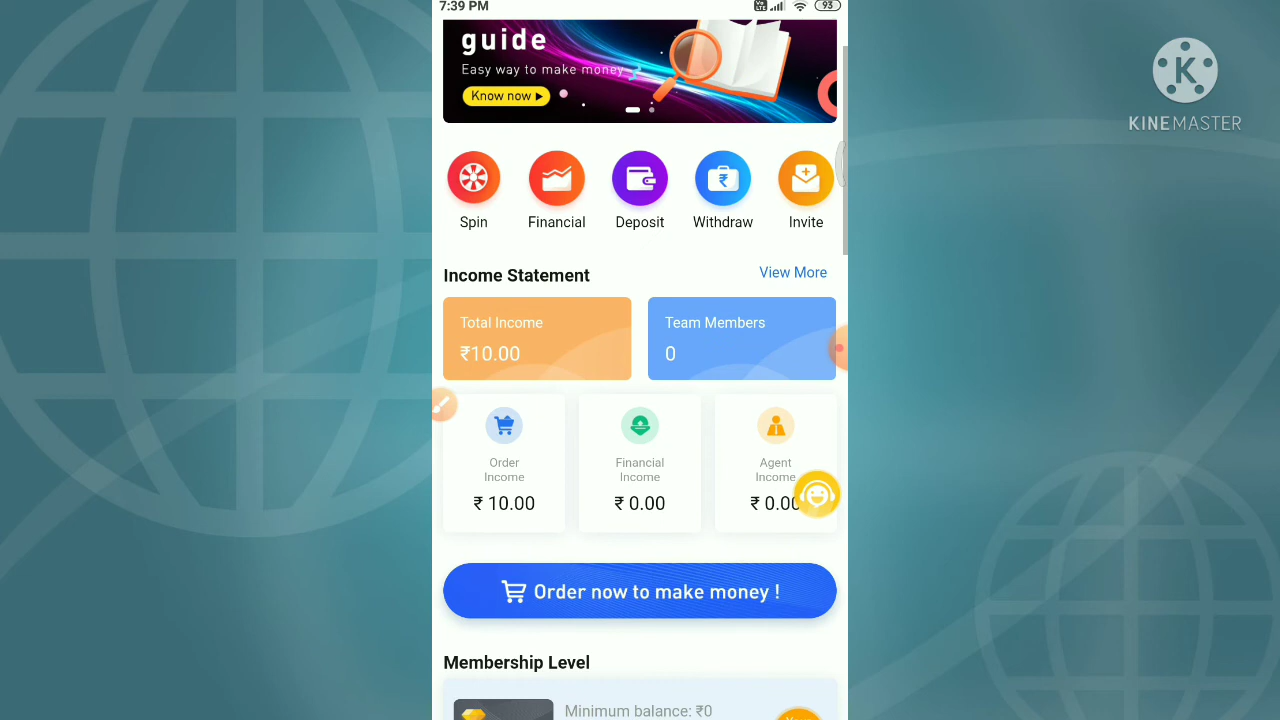 7:39 PM
93
KINEMASTER
guide
Easy way to make money
Know now
Spin
Financial
Deposit
Withdraw
Invite
Income Statement
View More
Total Income
₹10.00
Team Members
0
Order
Income
₹ 10.00
Financial
Income
₹ 0.00
Agent
Income
₹ 0.00
Order now to make money !
Membership Level
Minimum balance: ₹0